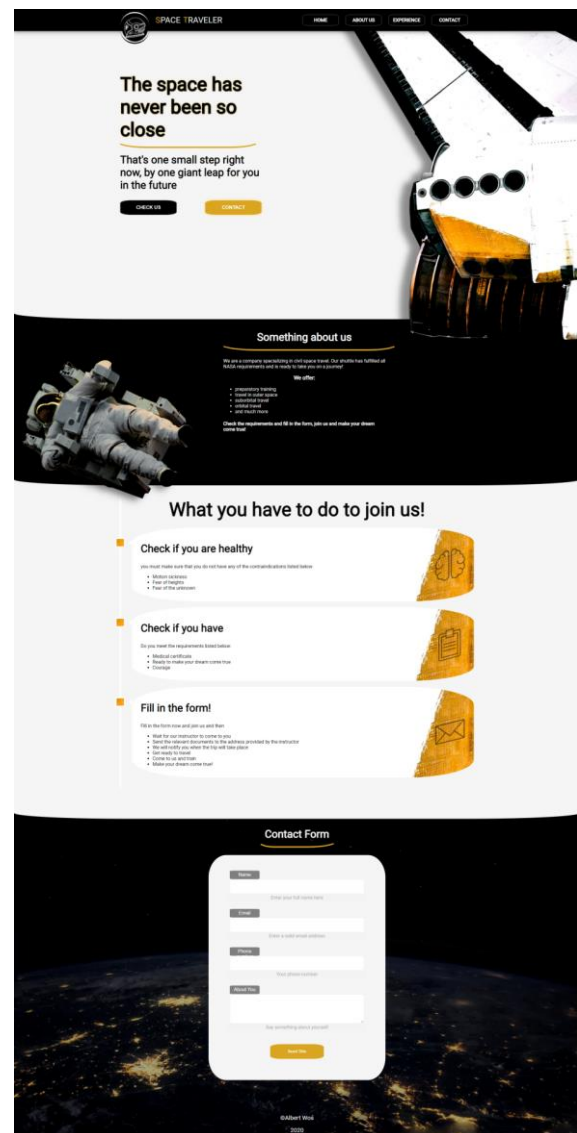 SPACE TRAVELER
HOME
ABOUT US
EXPERIENCE
CONTACT
The space has
never been so
close
That's one small step right
now, by one giant leap for you
in the future
CHECK US
CONTACT
Something about us
We are a company specializing in civil space travel. Our shuttle has fulfilled all
NASA requirements and is ready to take you on a journey!
We offer:
preparatory training
travel in outer space
suborbital travel
orbital travel
and much more
Check the requirements and fill in the form, join us and make your dream
come true!
What you have to do to join us!
Check if you are healthy
you must make sure that you do not have any of the contraindications listed below
Motion sickness
Fear of heights
Fear of the unknown
Check if you have
Do you meet the requirements listed below
Medical certificate
Ready to make your dream come true
Courage
Fill in the form!
Fill in the form now and join us and then
Wait for our instructor to come to you
Send the relevant documents to the address provided by the instructor
We will notify you when the trip will take place
Get ready to travel
Come to us and train
Make your dream come true!
Contact Form
Name
Enter your full name here
Email
Enter a valid email address
Phone
Your phone number
About You
Say something about yourself
©Albert Woś
2020